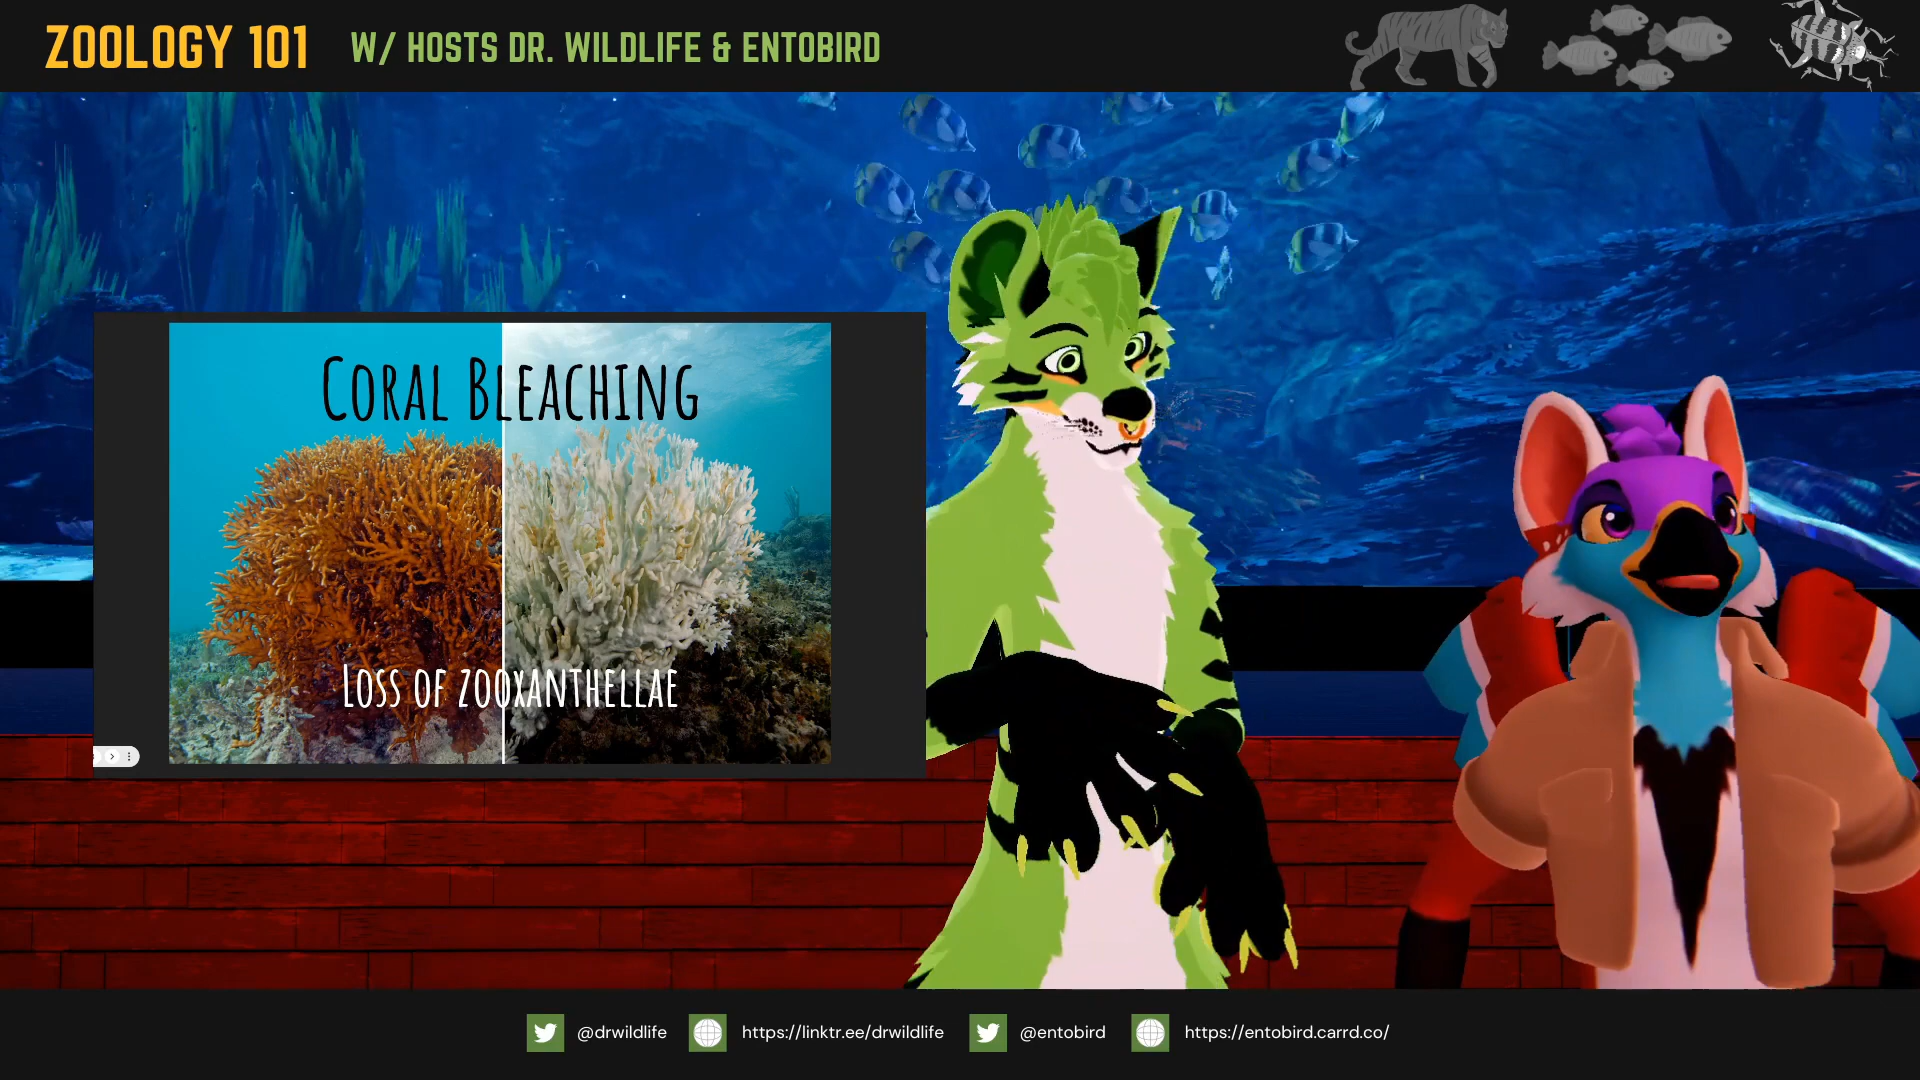 ZOOLOGY 101 W/ HOSTS DR. WILDLIFE & ENTOBIRD
CORAL BLEACHING
LOSS OF ZOOXANTHELLAE
@drwildlife https://linktr.ee/drwildlife @entobird https://entobird.carrd.co/